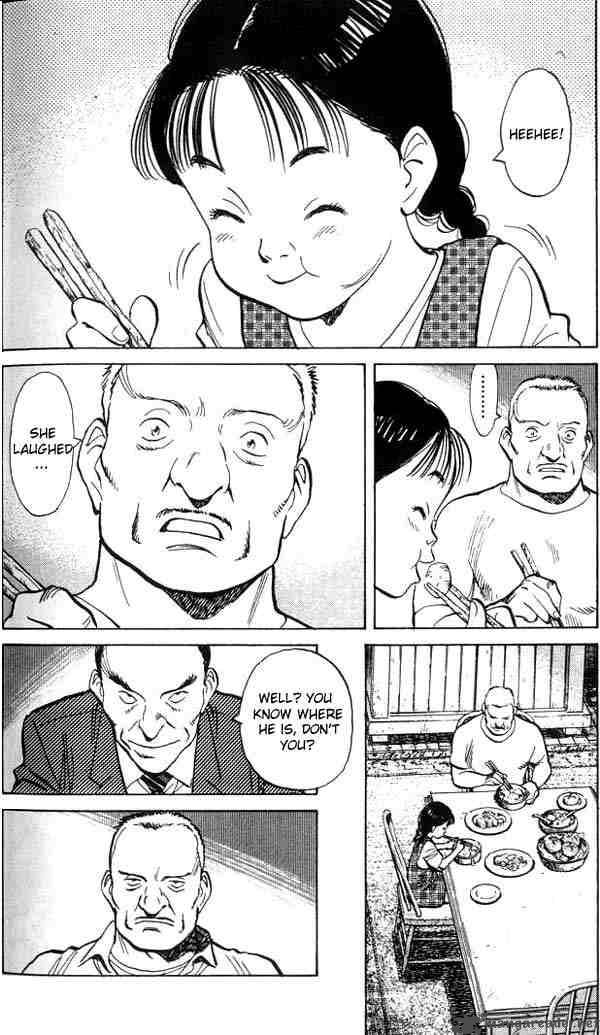 HEEHEE!
......
SHE
LAUGHED
...
WELL? YOU
KNOW WHERE
HE IS, DON'T
YOU?